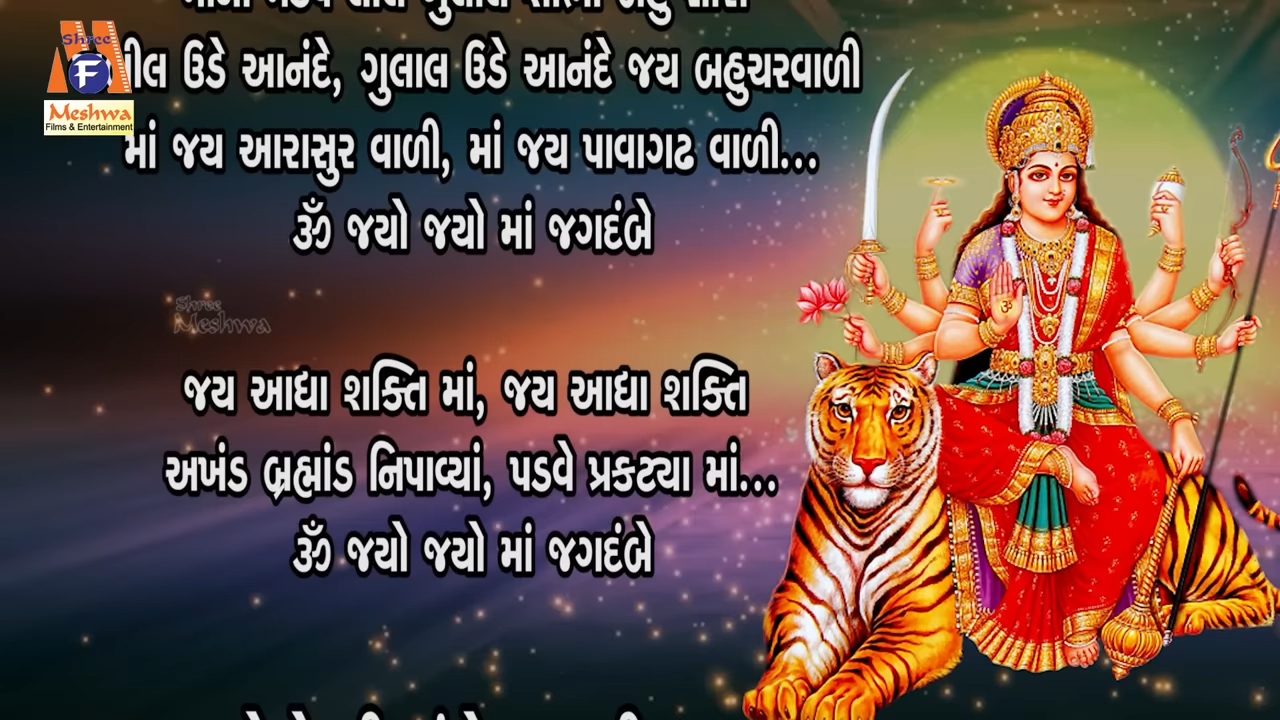 Shree
F
Meshwa
Films & Entertainment
ઉડે આનંદે, ગુલાલ ઉડે આનંદે જય બહુચરવાળી
માં જય આરાસુર વાળી, માં જય પાવાગઢ વાળી...
ૐ જયો જયો માં જગદંબે
Shree
Meshwa
જય આધા શક્તિ માં, જય આધા શક્તિ
અખંડ બ્રહ્માંડ નિપાવ્યાં, પડવે પ્રકટ્યા માં...
ૐ જયો જયો માં જગદંબે